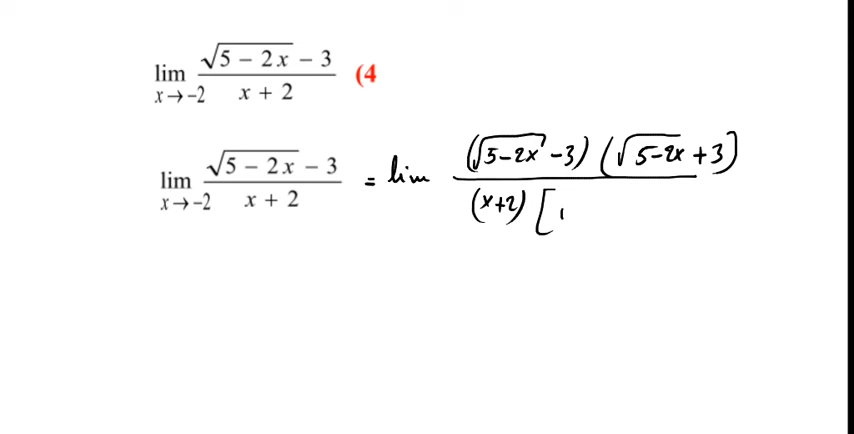 lim x→-2 (√(5 - 2x) - 3)/(x + 2) (4
lim x→-2 (√(5 - 2x) - 3)/(x + 2) = lim ((√(5-2x) -3) (√(5-2x) +3))/((x+2) [